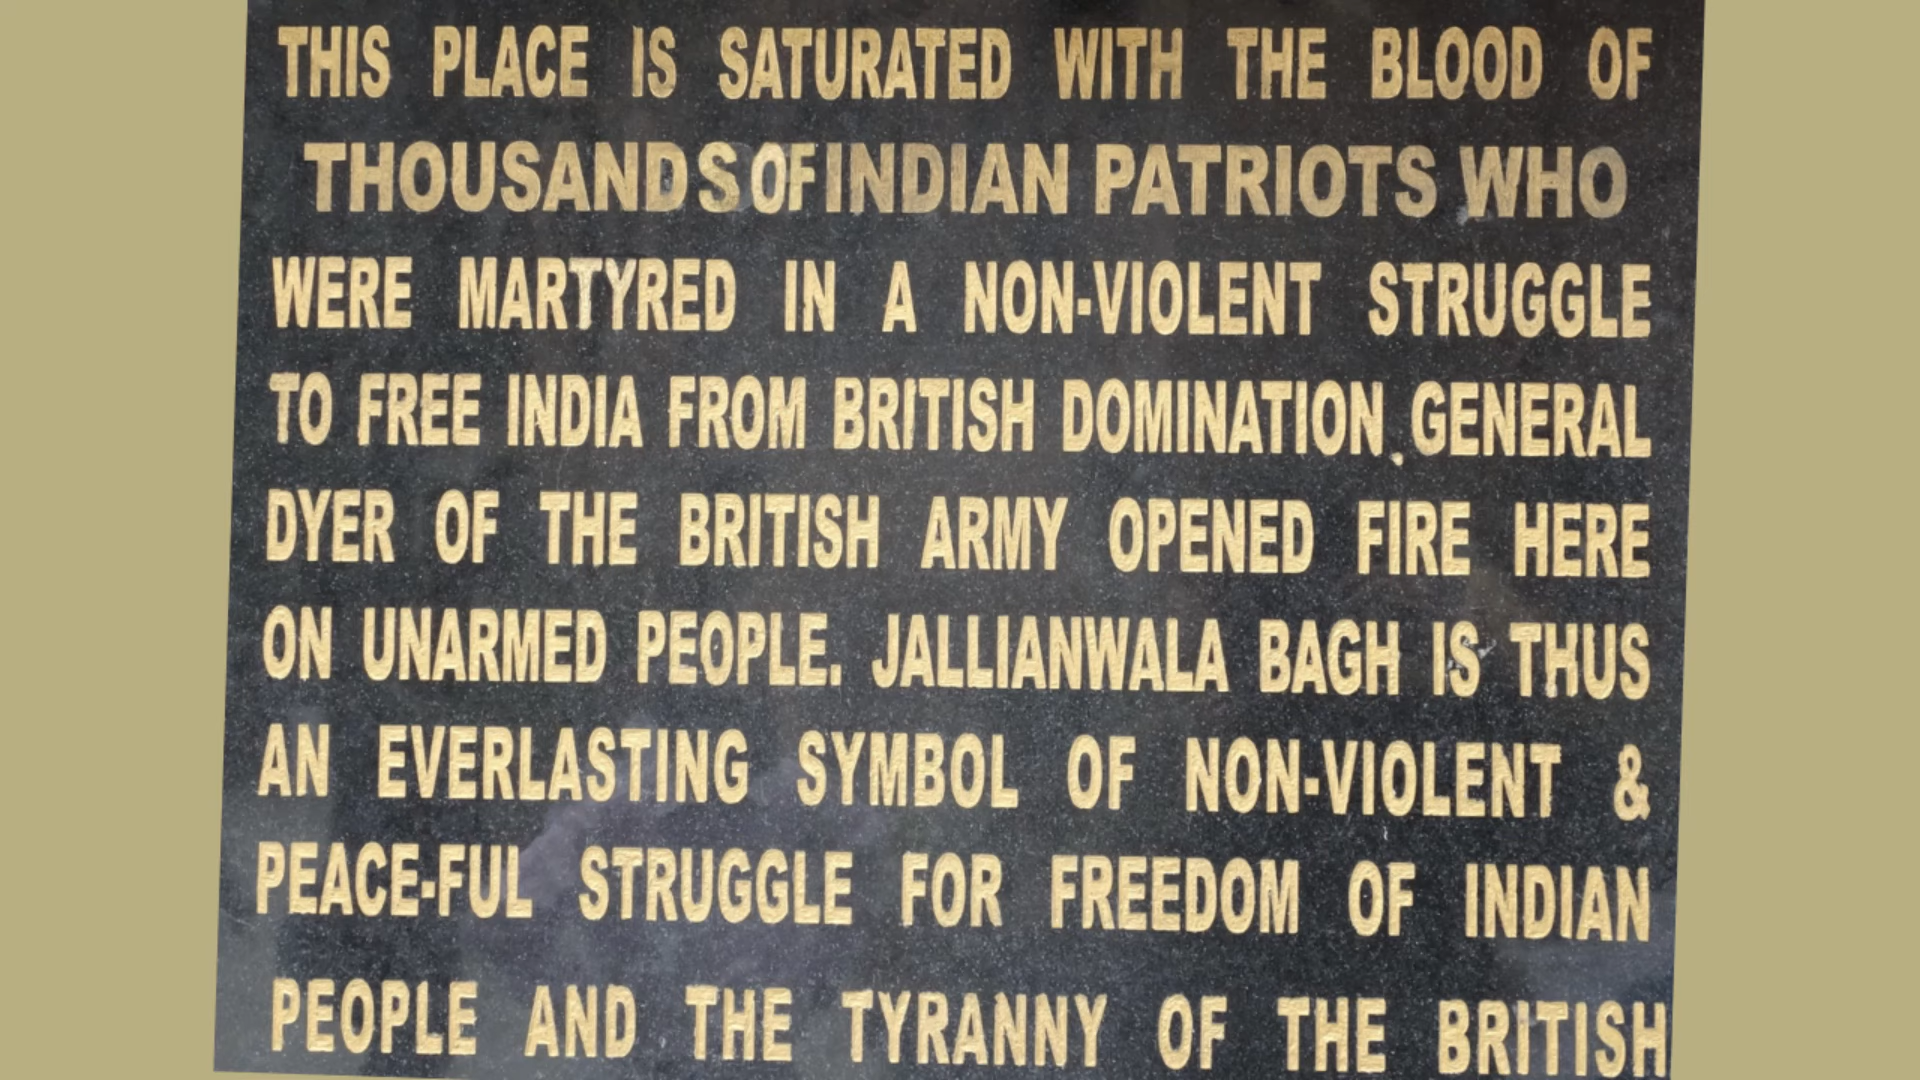 THIS PLACE IS SATURATED WITH THE BLOOD OF
THOUSANDS OF INDIAN PATRIOTS WHO
WERE MARTYRED IN A NON-VIOLENT STRUGGLE
TO FREE INDIA FROM BRITISH DOMINATION. GENERAL
DYER OF THE BRITISH ARMY OPENED FIRE HERE
ON UNARMED PEOPLE. JALLIANWALA BAGH IS THUS
AN EVERLASTING SYMBOL OF NON-VIOLENT &
PEACE-FUL STRUGGLE FOR FREEDOM OF INDIAN
PEOPLE AND THE TYRANNY OF THE BRITISH